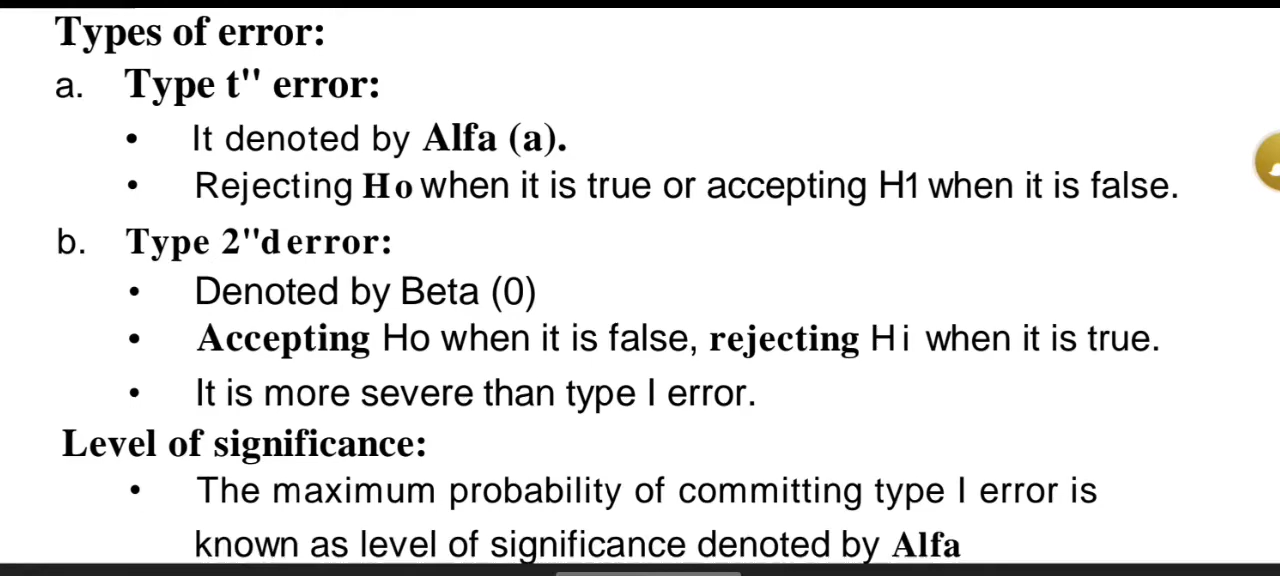 Types of error:
a. Type t" error:
• It denoted by Alfa (a).
• Rejecting Ho when it is true or accepting H1 when it is false.
b. Type 2"d error:
• Denoted by Beta (0)
• Accepting Ho when it is false, rejecting Hi when it is true.
• It is more severe than type I error.
Level of significance:
• The maximum probability of committing type I error is
known as level of significance denoted by Alfa